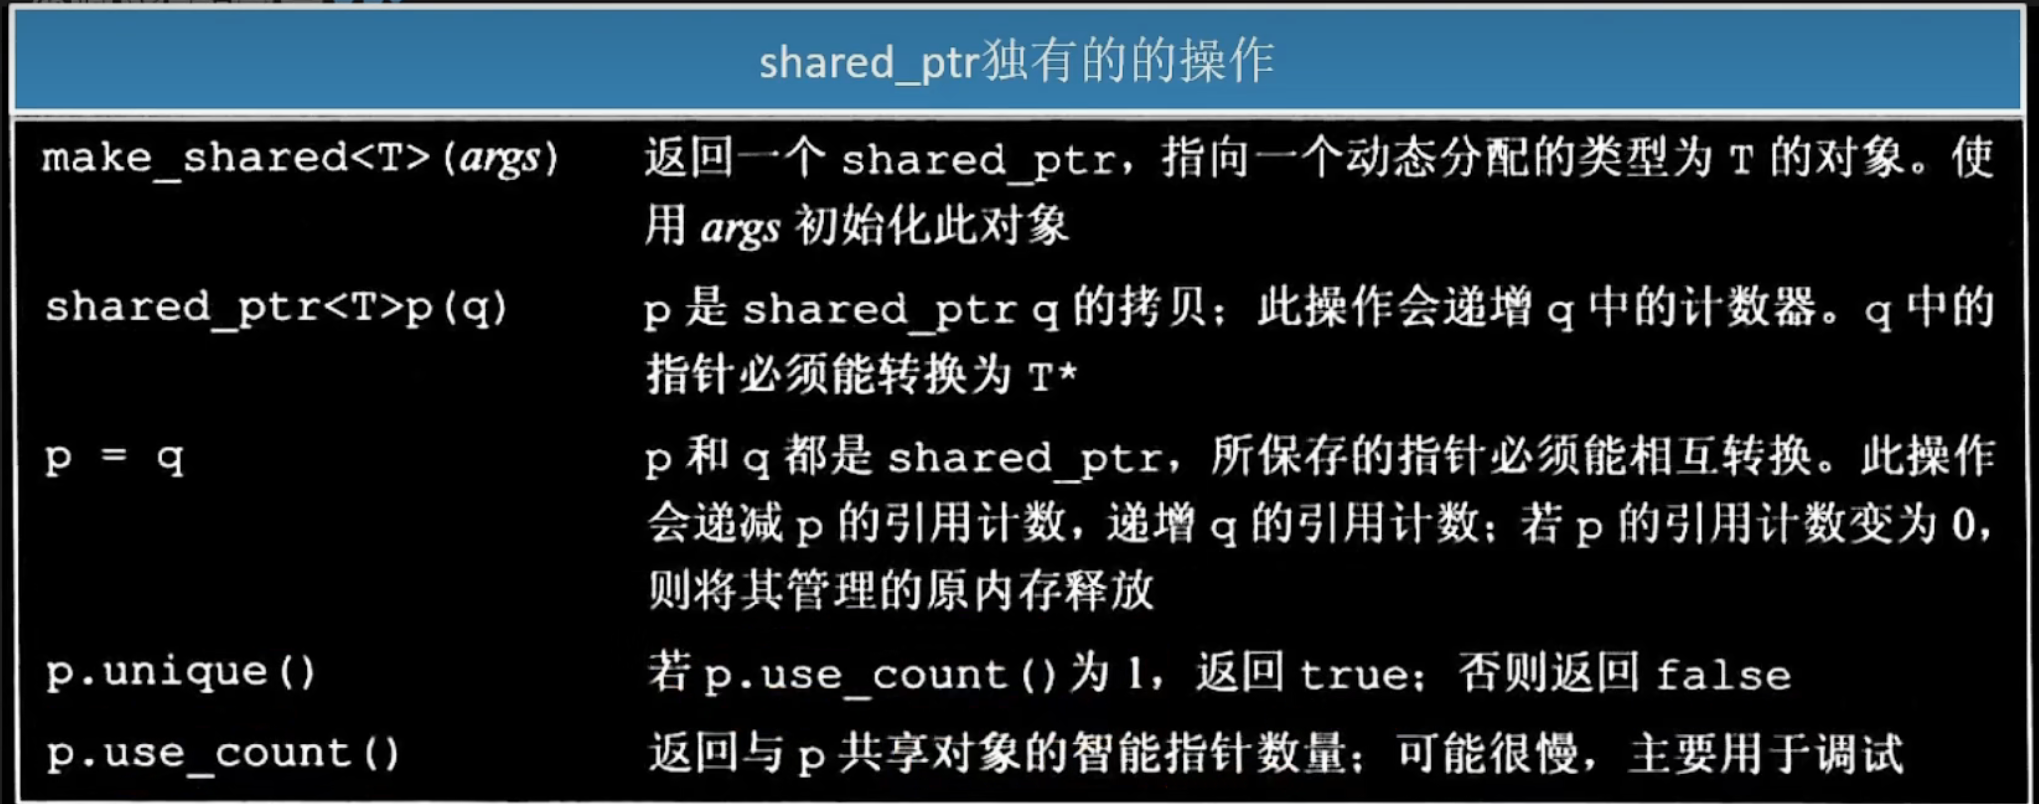 shared_ptr独有的的操作
make_shared<T>(args) 返回一个 shared_ptr，指向一个动态分配的类型为 T 的对象。使
用 args 初始化此对象
shared_ptr<T>p(q) p 是 shared_ptr q 的拷贝；此操作会递增 q 中的计数器。q 中的
指针必须能转换为 T*
p = q p 和 q 都是 shared_ptr，所保存的指针必须能相互转换。此操作
会递减 p 的引用计数，递增 q 的引用计数；若 p 的引用计数变为 0，
则将其管理的原内存释放
p.unique() 若 p.use_count()为 1，返回 true；否则返回 false
p.use_count() 返回与 p 共享对象的智能指针数量；可能很慢，主要用于调试